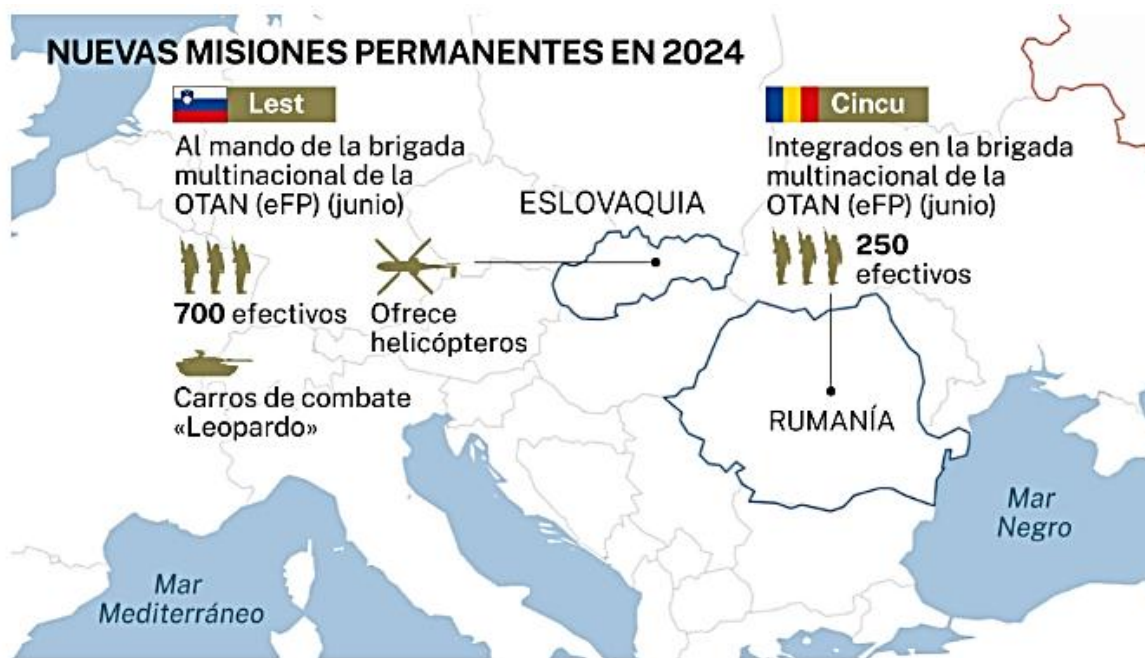 NUEVAS MISIONES PERMANENTES EN 2024
Lest
Al mando de la brigada
multinacional de la
OTAN (eFP) (junio)
700 efectivos
Ofrece
helicópteros
Carros de combate
«Leopardo»
ESLOVAQUIA
Cincu
Integrados en la brigada
multinacional de la
OTAN (eFP) (junio)
250
efectivos
RUMANÍA
Mar
Negro
Mar
Mediterráneo